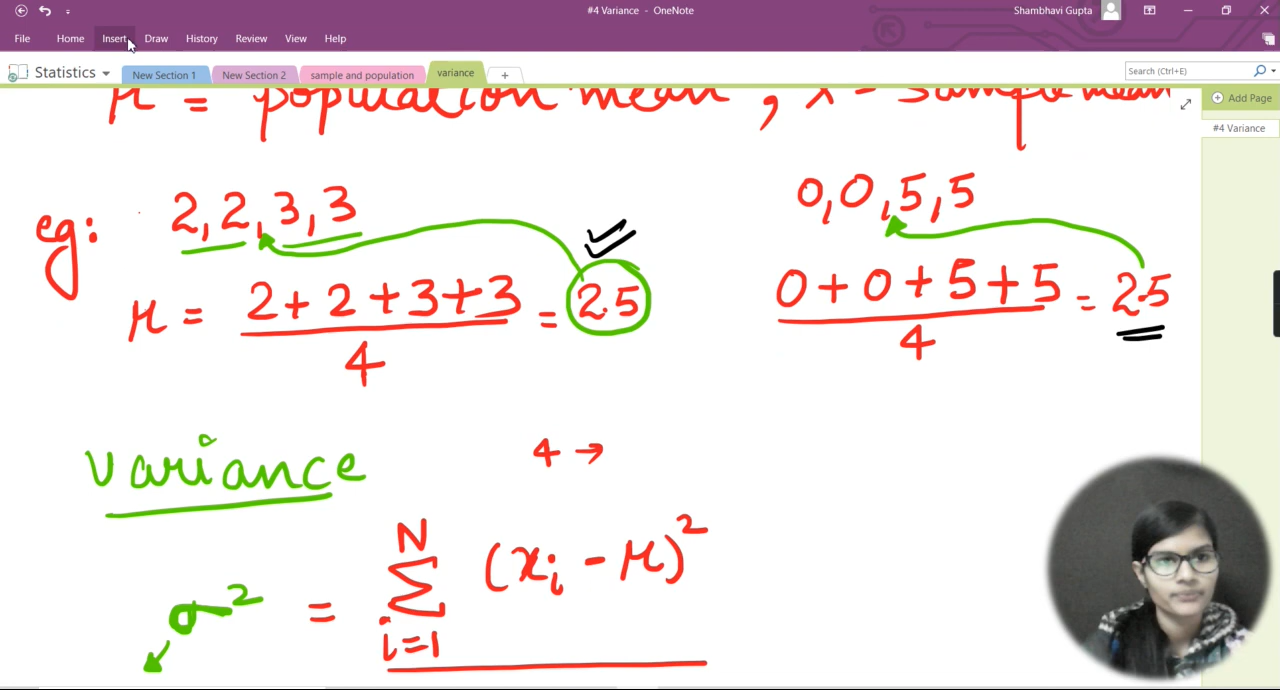 #4 Variance - OneNote
Shambhavi Gupta
File Home Insert Draw History Review View Help
Statistics New Section 1 New Section 2 sample and population variance +
Search (Ctrl+E)
Add Page
#4 Variance
μ = population mean , x̄ - sample mean
eg: 2, 2, 3, 3
μ = 2 + 2 + 3 + 3 / 4 = 2.5
0, 0, 5, 5
0 + 0 + 5 + 5 / 4 = 2.5
variance
4 →
σ² = N Σ i=1 (xi - μ)²